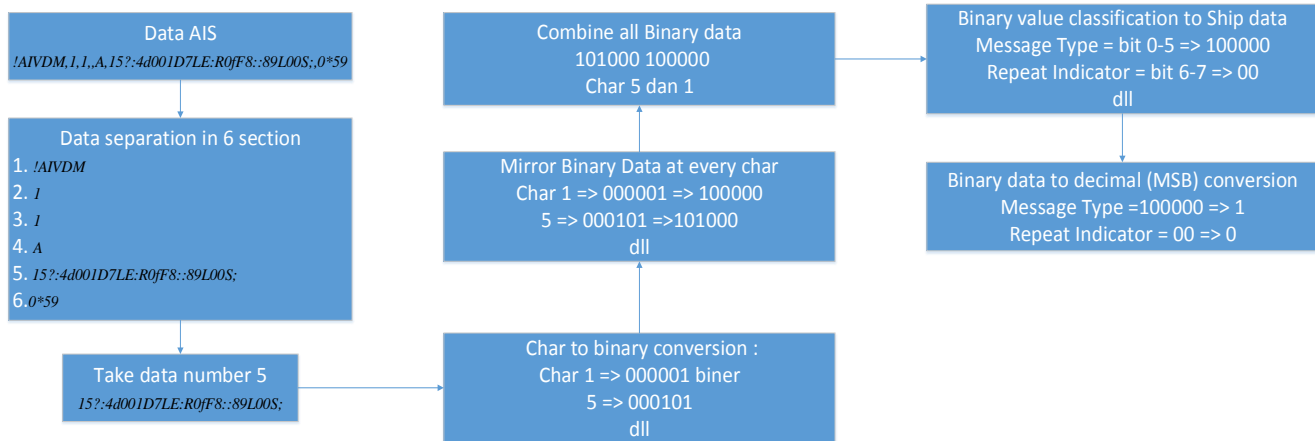 Data AIS
!AIVDM,1,1,,A,15?:4d001D7LE:R0fF8::89L00S;,0*59
Data separation in 6 section
1. !AIVDM
2. 1
3. 1
4. A
5. 15?:4d001D7LE:R0fF8::89L00S;
6.0*59
Take data number 5
15?:4d001D7LE:R0fF8::89L00S;
Char to binary conversion :
Char 1 => 000001 biner
5 => 000101
dll
Mirror Binary Data at every char
Char 1 => 000001 => 100000
5 => 000101 =>101000
dll
Combine all Binary data
101000 100000
Char 5 dan 1
Binary value classification to Ship data
Message Type = bit 0-5 => 100000
Repeat Indicator = bit 6-7 => 00
dll
Binary data to decimal (MSB) conversion
Message Type =100000 => 1
Repeat Indicator = 00 => 0